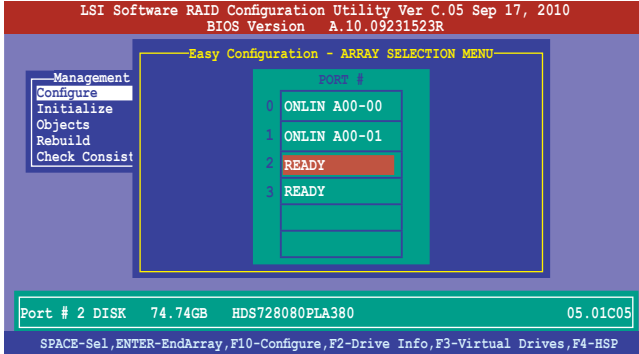 LSI Software RAID Configuration Utility Ver C.05 Sep 17, 2010
BIOS Version A.10.09231523R
Easy Configuration - ARRAY SELECTION MENU
Management
Configure
Initialize
Objects
Rebuild
Check Consist
PORT #
0 ONLIN A00-00
1 ONLIN A00-01
2 READY
3 READY
Port # 2 DISK 74.74GB HDS728080PLA380 05.01C05
SPACE-Sel,ENTER-EndArray,F10-Configure,F2-Drive Info,F3-Virtual Drives,F4-HSP